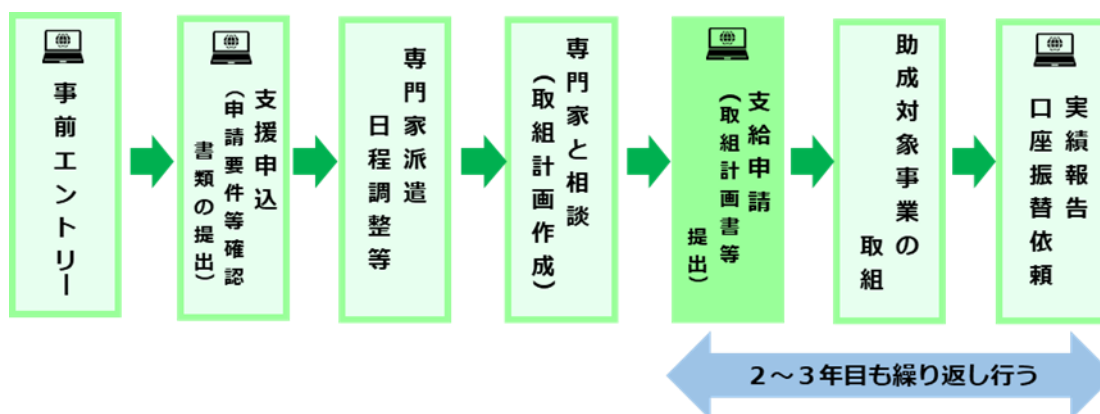 事前エントリー
支援申込
(申請要件等確認
書類の提出)
専門家派遣
日程調整等
専門家と相談
(取組計画作成)
支給申請
(取組計画書等
提出)
助成対象事業の
取組
実績報告
口座振替依頼
2～3年目も繰り返し行う